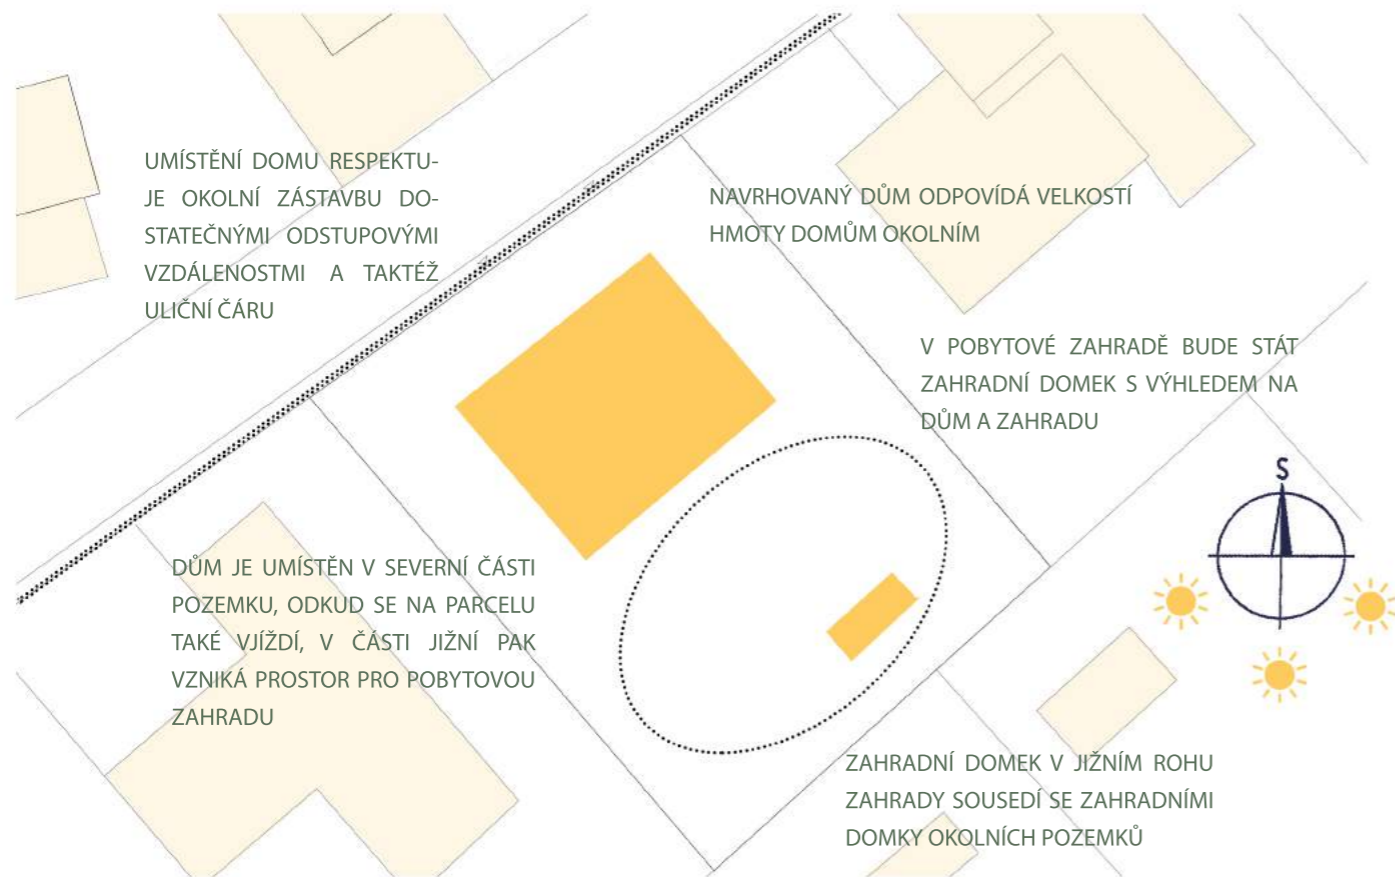 UMÍSTĚNÍ DOMU RESPEKTU-
JE OKOLNÍ ZÁSTAVBU DO-
STATEČNÝMI ODSTUPOVÝMI
VZDÁLENOSTMI A TAKTÉŽ
ULIČNÍ ČÁRU
NAVRHOVANÝ DŮM ODPOVÍDÁ VELKOSTÍ
HMOTY DOMŮM OKOLNÍM
V POBYTOVÉ ZAHRADĚ BUDE STÁT
ZAHRADNÍ DOMEK S VÝHLEDEM NA
DŮM A ZAHRADU
S
DŮM JE UMÍSTĚN V SEVERNÍ ČÁSTI
POZEMKU, ODKUD SE NA PARCELU
TAKÉ VJÍŽDÍ, V ČÁSTI JIŽNÍ PAK
VZNIKÁ PROSTOR PRO POBYTOVOU
ZAHRADU
ZAHRADNÍ DOMEK V JIŽNÍM ROHU
ZAHRADY SOUSEDÍ SE ZAHRADNÍMI
DOMKY OKOLNÍCH POZEMKŮ